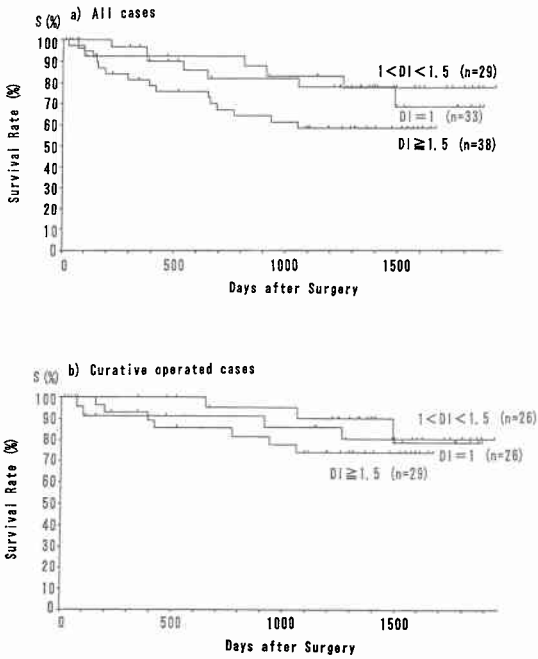 a) All cases
S (%)
100
90
80
70
60
50
40
30
20
10
0
Survival Rate (%)
1<DI<1.5 (n=29)
DI=1 (n=33)
DI≧1.5 (n=38)
0
500
1000
1500
Days after Surgery
b) Curative operated cases
S (%)
100
90
80
70
60
50
40
30
20
10
0
Survival Rate (%)
1<DI<1.5 (n=26)
DI=1 (n=26)
DI≧1.5 (n=29)
0
500
1000
1500
Days after Surgery